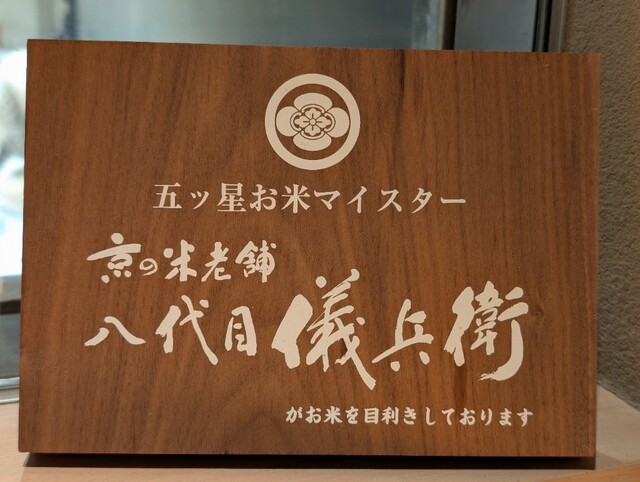 五ッ星お米マイスター
京の米老舗
八代目儀兵衛
がお米を目利きしております